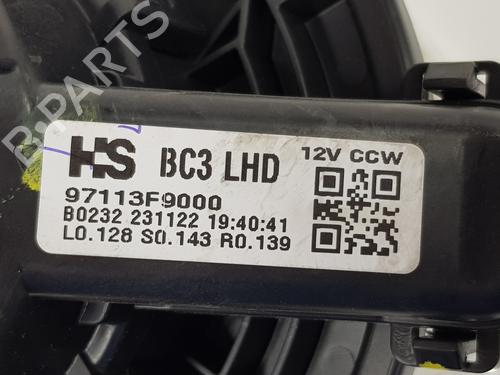 B-PARTS
HS BC3 LHD 12V CCW
97113F9000
B0232 231122 19:40:41
L0.128 S0.143 R0.139